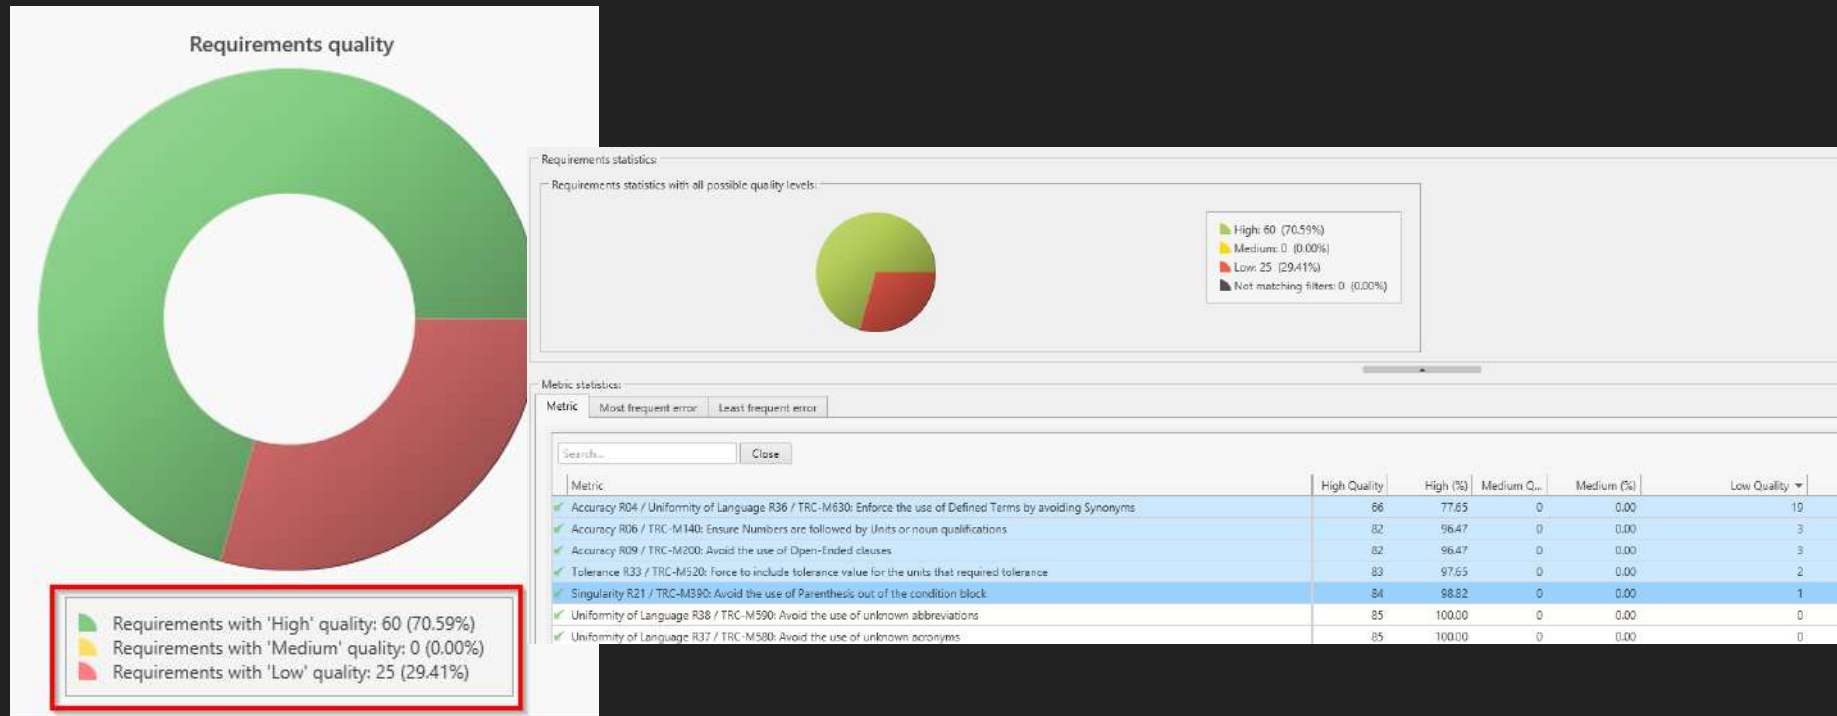 Requirements quality
Requirements with 'High' quality: 60 (70.59%)
Requirements with 'Medium' quality: 0 (0.00%)
Requirements with 'Low' quality: 25 (29.41%)
Requirements statistics:
Requirements statistics with all possible quality levels:
High: 60 (70.59%)
Medium: 0 (0.00%)
Low: 25 (29.41%)
Not matching filters: 0 (0.00%)
Metric statistics:
Metric Most frequent error Least frequent error
Search... Close
Metric High Quality High (%) Medium Q... Medium (%) Low Quality
Accuracy R04 / Uniformity of Language R36 / TRC-M630: Enforce the use of Defined Terms by avoiding Synonyms 66 77.65 0 0.00 19
Accuracy R06 / TRC-M140: Ensure Numbers are followed by Units or noun qualifications 82 96.47 0 0.00 3
Accuracy R09 / TRC-M200: Avoid the use of Open-Ended clauses 82 96.47 0 0.00 3
Tolerance R33 / TRC-M520: Force to include tolerance value for the units that required tolerance 83 97.65 0 0.00 2
Singularity R21 / TRC-M390: Avoid the use of Parenthesis out of the condition block 84 98.82 0 0.00 1
Uniformity of Language R38 / TRC-M590: Avoid the use of unknown abbreviations 85 100.00 0 0.00 0
Uniformity of Language R37 / TRC-M580: Avoid the use of unknown acronyms 85 100.00 0 0.00 0